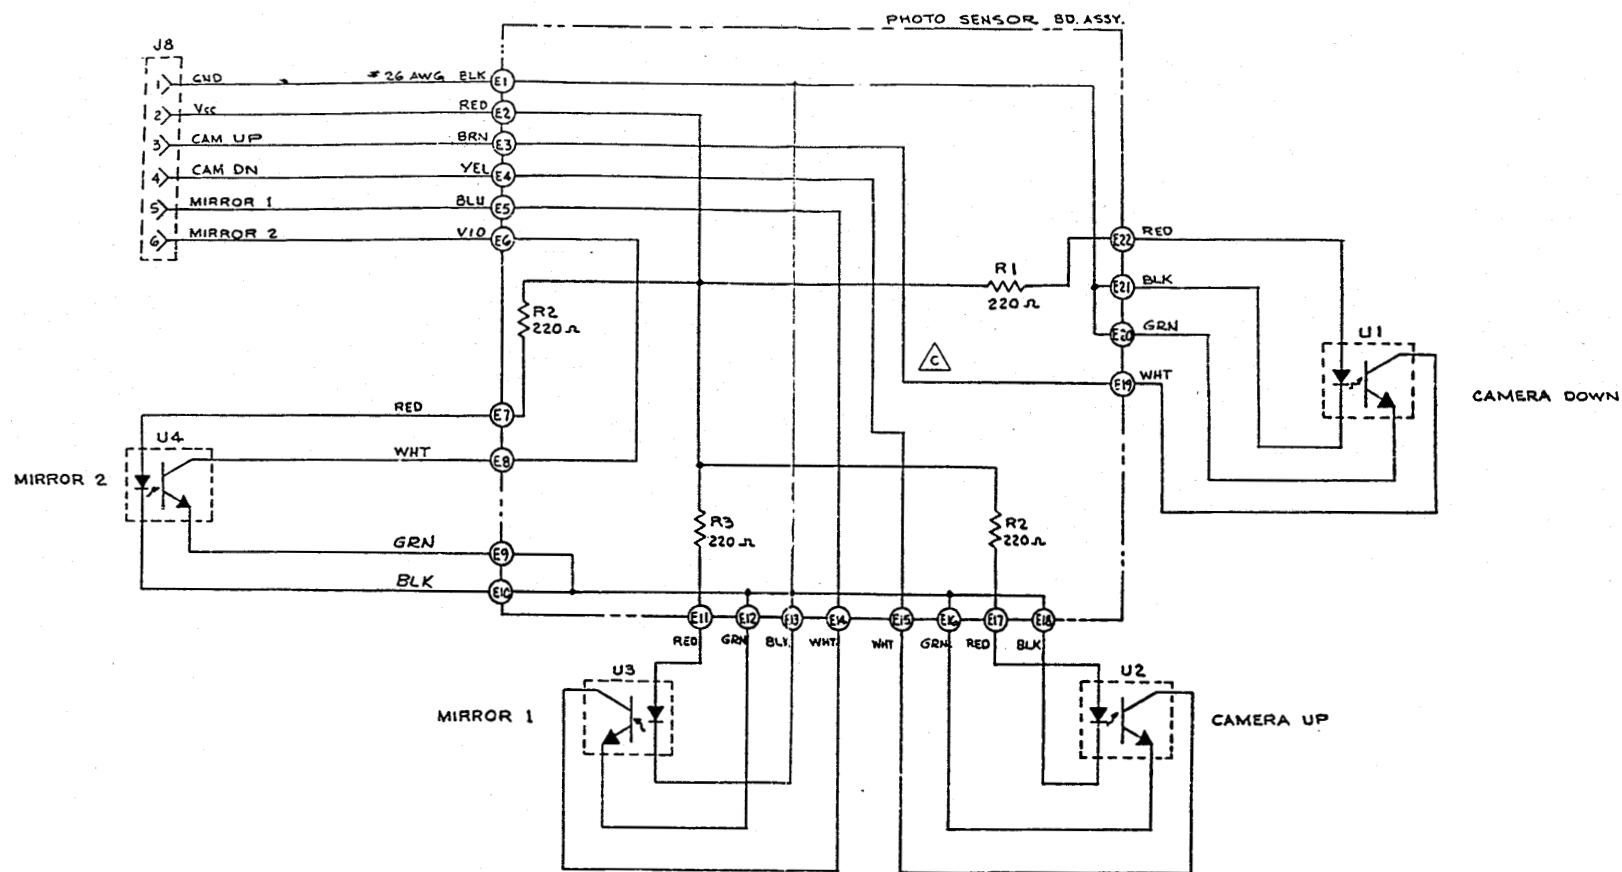 PHOTO SENSOR BD. ASSY.
J8
1 GND #26 AWG BLK E1
2 Vcc RED E2
3 CAM UP BRN E3
4 CAM DN YEL E4
5 MIRROR 1 BLU E5
6 MIRROR 2 VIO E6
E22 RED
R1
220 Ω
E21 BLK
R2
220 Ω
E20 GRN
U1
C
E19 WHT
CAMERA DOWN
RED E7
U4
WHT E8
MIRROR 2
R3
220 Ω
R2
220 Ω
GRN E9
BLK E10
E11 E12 E13 E14 E15 E16 E17 E18
RED GRN BLK WHT WHT GRN RED BLK
U3
U2
MIRROR 1
CAMERA UP